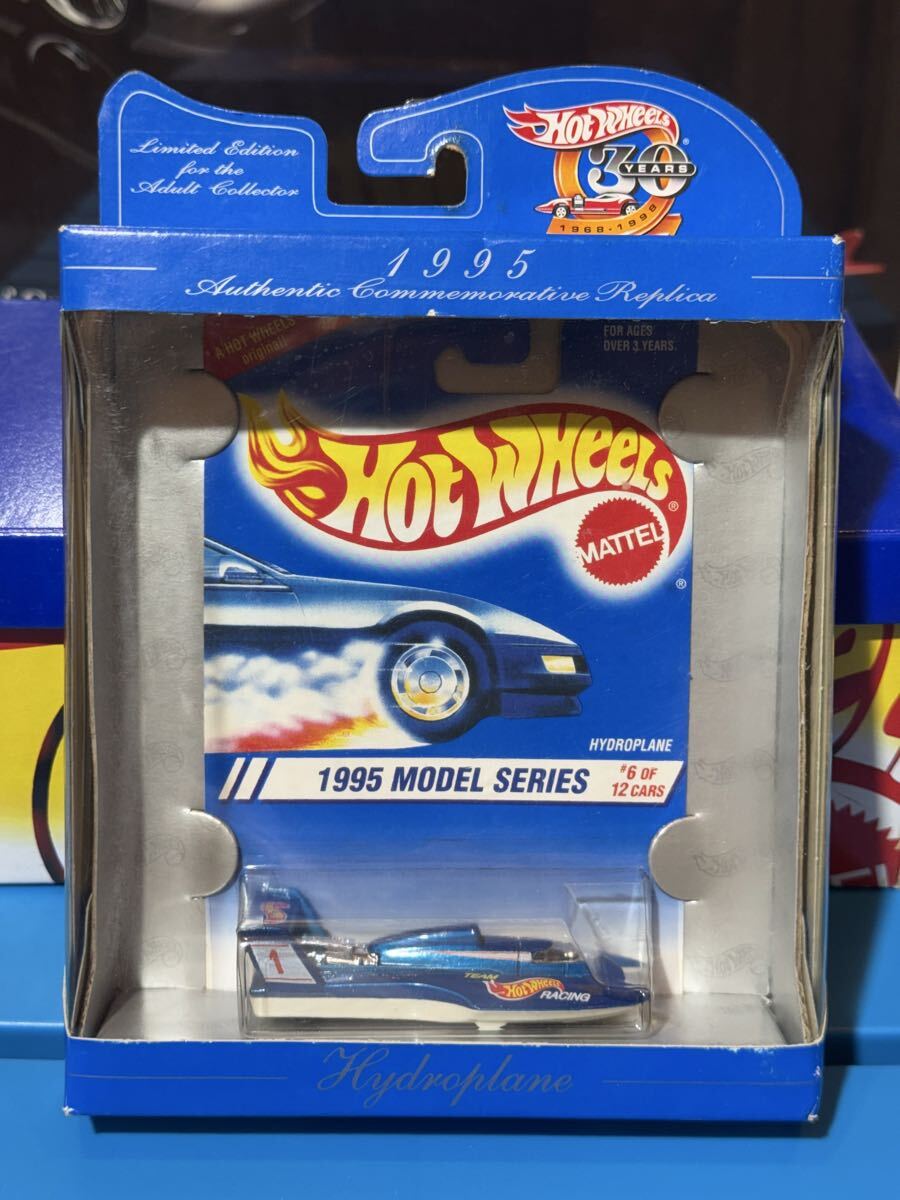 Limited Edition
for the
Adult Collector
Hot Wheels
30
YEARS
1968-1998
1995
Authentic Commemorative Replica
A HOT WHEELS
original!
FOR AGES
OVER 3 YEARS.
Hot Wheels®
MATTEL
®
HYDROPLANE
1995 MODEL SERIES
#6 OF
12 CARS
1
TEAM
Hot Wheels
RACING
Hydroplane